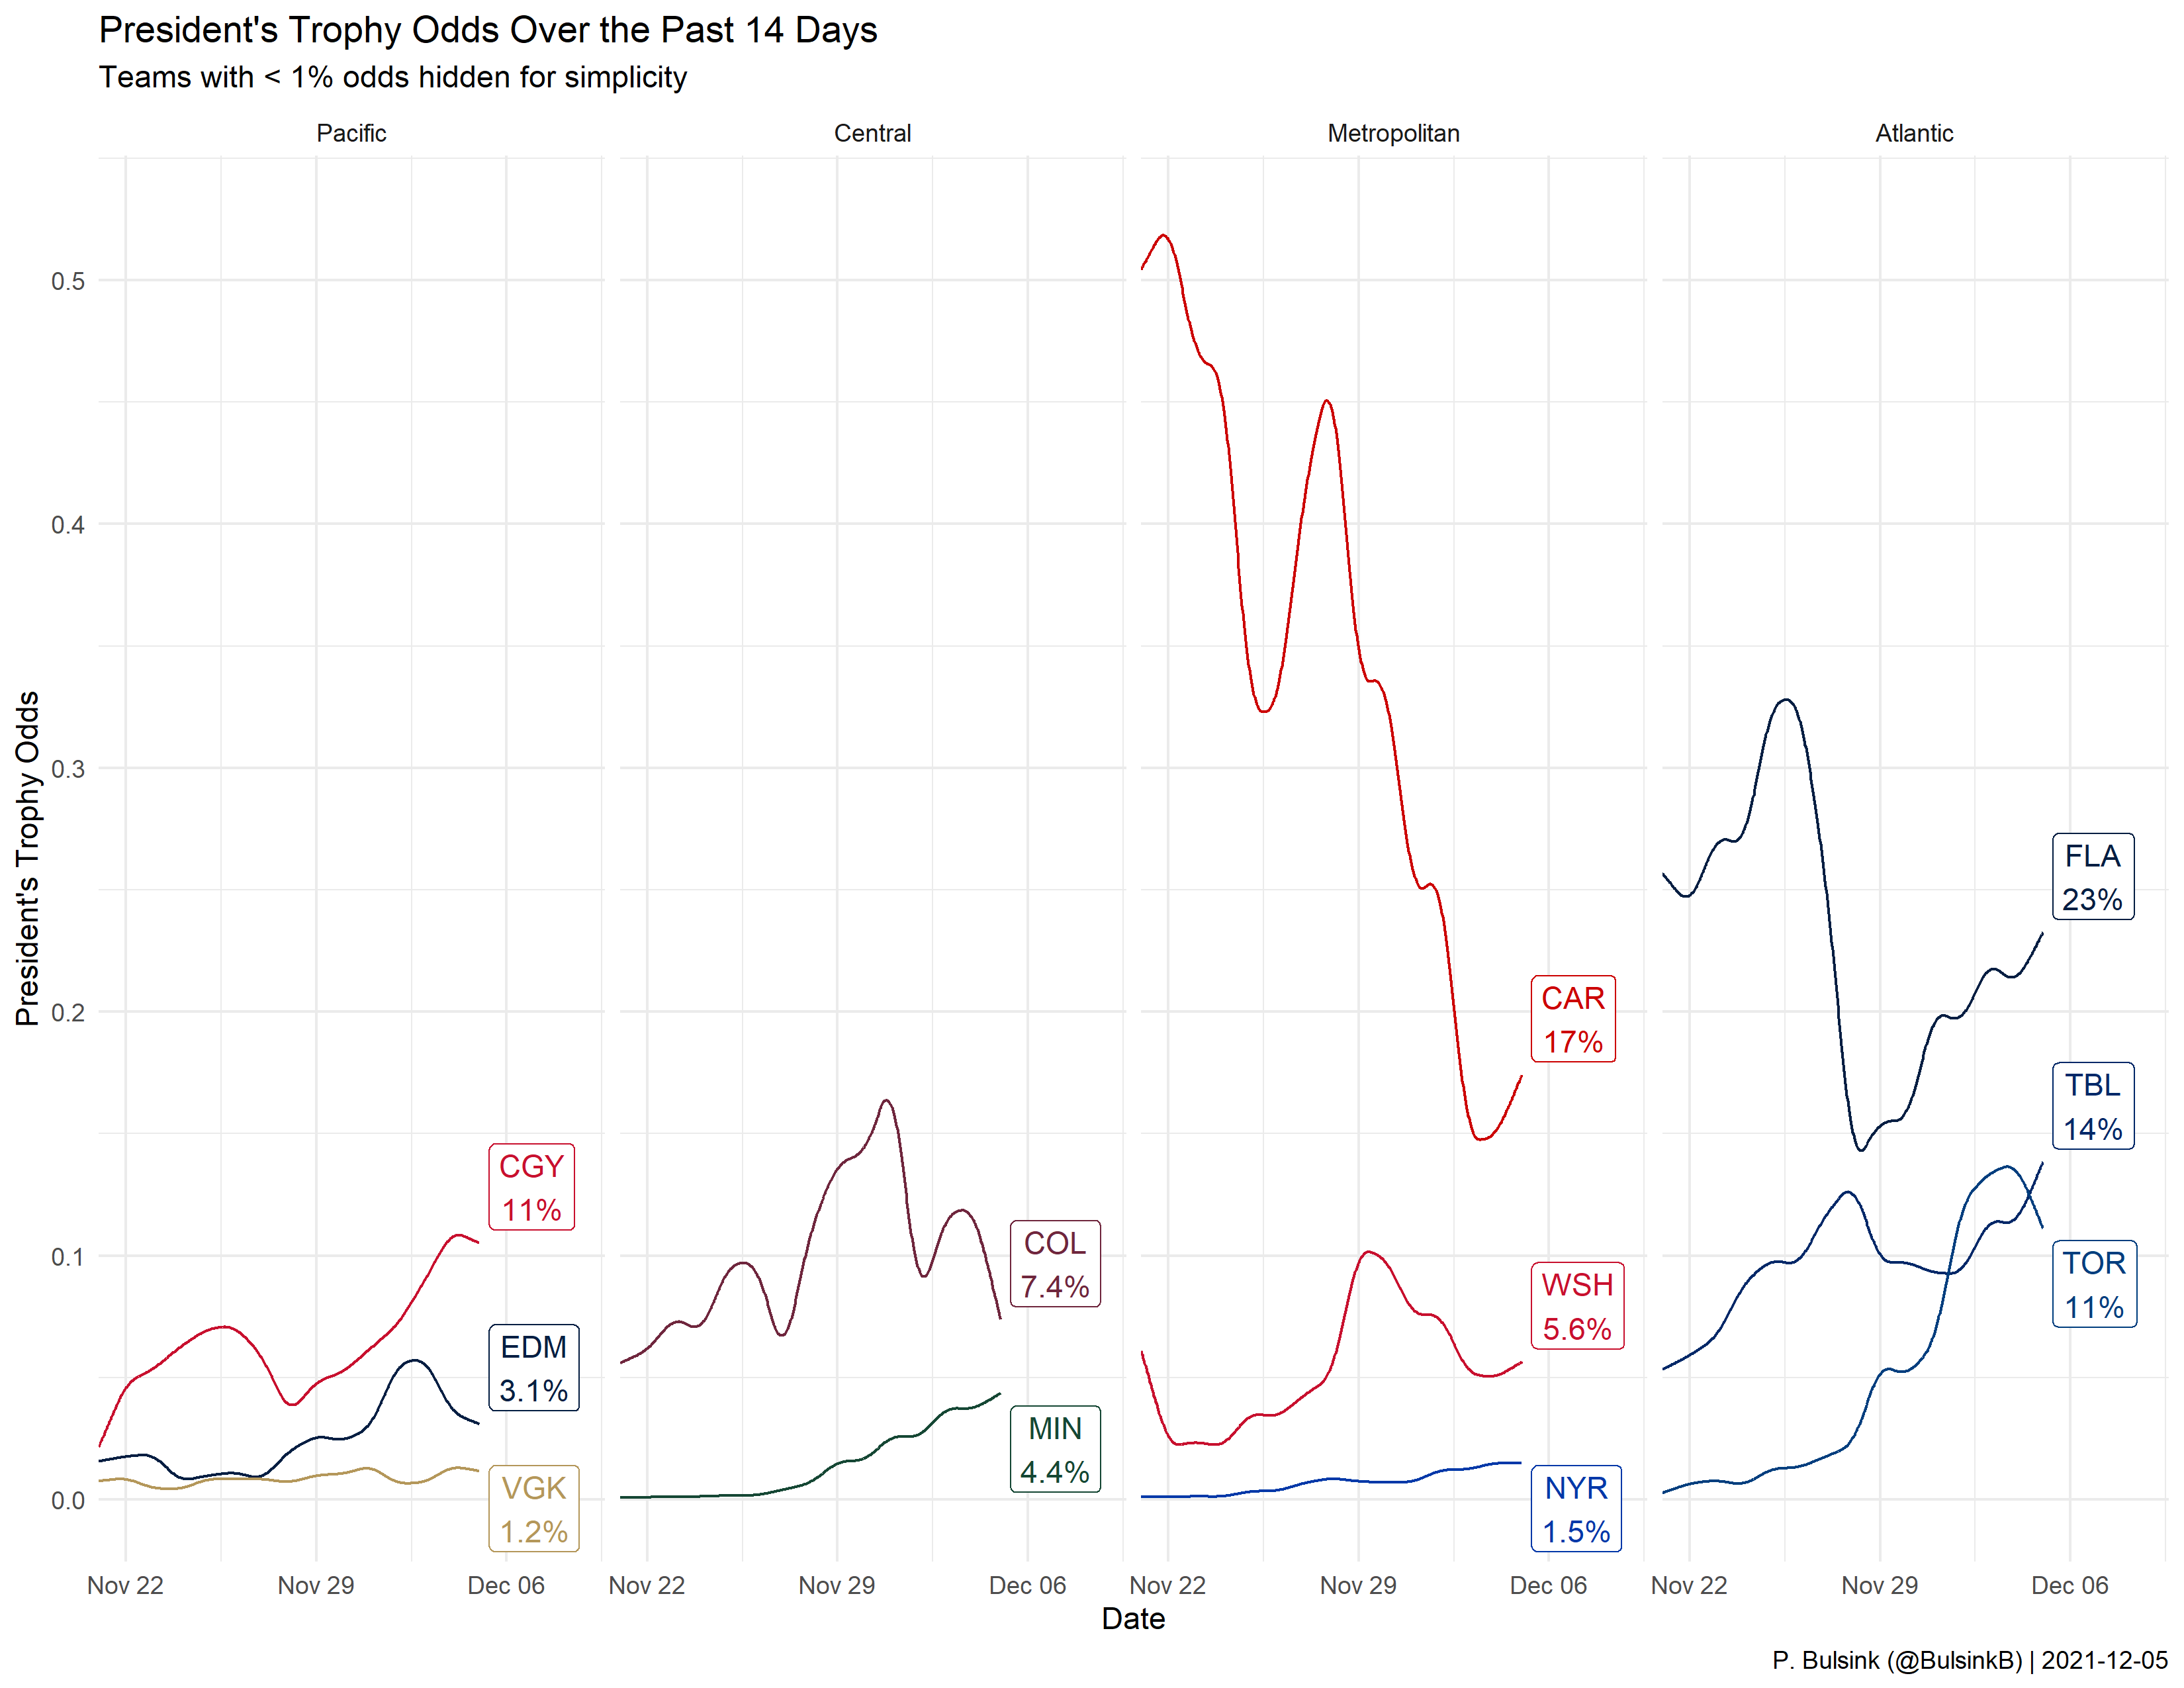 President's Trophy Odds Over the Past 14 Days
Teams with < 1% odds hidden for simplicity
Pacific
Central
Metropolitan
Atlantic
President's Trophy Odds
0.5
0.4
0.3
0.2
0.1
0.0
CGY
11%
EDM
3.1%
VGK
1.2%
COL
7.4%
MIN
4.4%
CAR
17%
WSH
5.6%
NYR
1.5%
FLA
23%
TBL
14%
TOR
11%
Nov 22 Nov 29 Dec 06
Nov 22 Nov 29 Dec 06
Nov 22 Nov 29 Dec 06
Nov 22 Nov 29 Dec 06
Date
P. Bulsink (@BulsinkB) | 2021-12-05